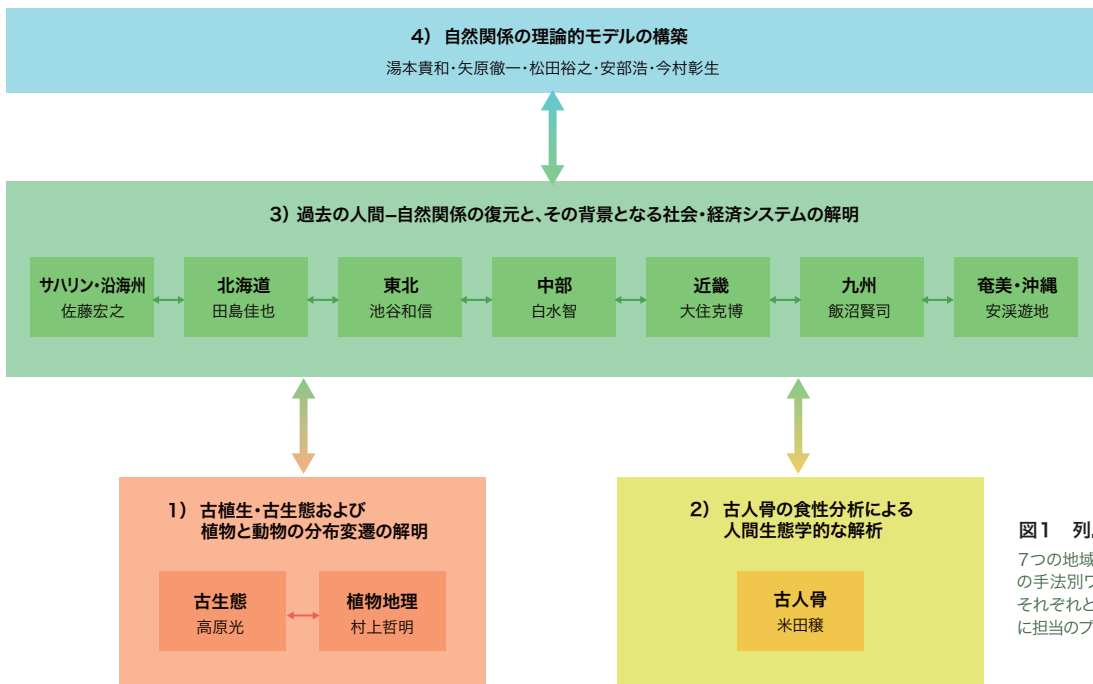 4） 自然関係の理論的モデルの構築
湯本貴和・矢原徹一・松田裕之・安部浩・今村彰生
3）過去の人間–自然関係の復元と、その背景となる社会・経済システムの解明
サハリン・沿海州
佐藤宏之
北海道
田島佳也
東北
池谷和信
中部
白水智
近畿
大住克博
九州
飯沼賢司
奄美・沖縄
安渓遊地
1） 古植生・古生態および
植物と動物の分布変遷の解明
古生態
高原光
植物地理
村上哲明
2） 古人骨の食性分析による
人間生態学的な解析
古人骨
米田穣
図1 列
7つの地域
の手法別
それぞれと
に担当のプ